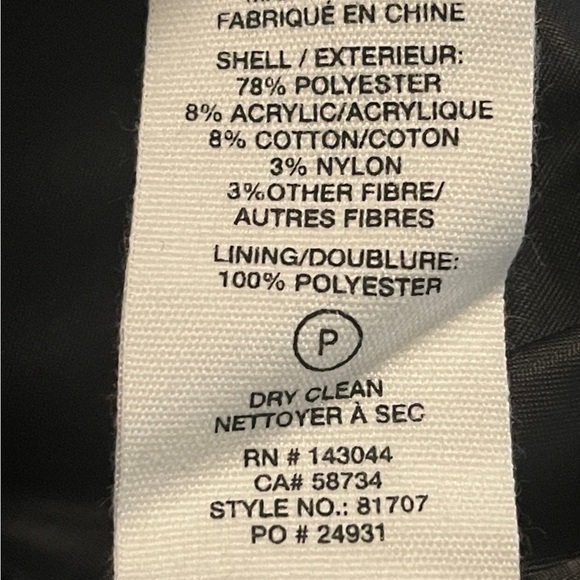 FABRIQUÉ EN CHINE
SHELL / EXTERIEUR:
78% POLYESTER
8% ACRYLIC/ACRYLIQUE
8% COTTON/COTON
3% NYLON
3%OTHER FIBRE/
AUTRES FIBRES
LINING/DOUBLURE:
100% POLYESTER
P
DRY CLEAN
NETTOYER À SEC
RN # 143044
CA# 58734
STYLE NO.: 81707
PO # 24931